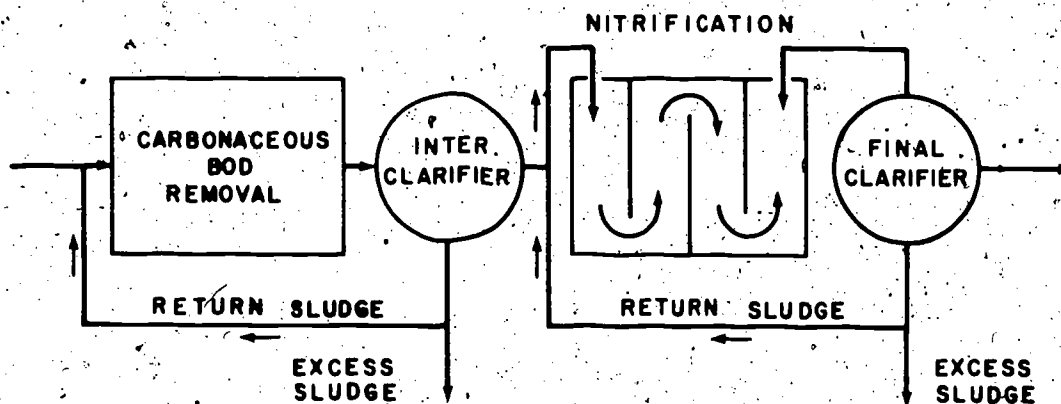 NITRIFICATION
CARBONACEOUS
BOD
REMOVAL
INTER.
CLARIFIER
FINAL
CLARIFIER
RETURN SLUDGE
RETURN SLUDGE
EXCESS
SLUDGE
EXCESS
SLUDGE